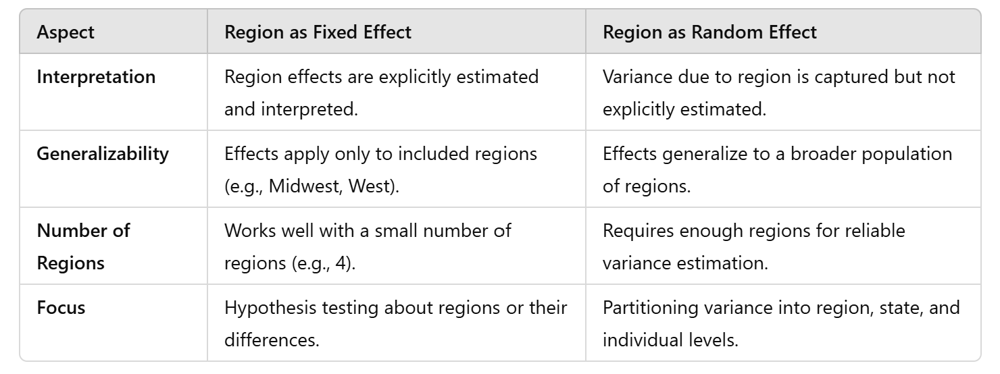 Aspect
Region as Fixed Effect
Region as Random Effect
Interpretation
Region effects are explicitly estimated
and interpreted.
Variance due to region is captured but not
explicitly estimated.
Generalizability
Effects apply only to included regions
(e.g., Midwest, West).
Effects generalize to a broader population
of regions.
Number of
Regions
Works well with a small number of
regions (e.g., 4).
Requires enough regions for reliable
variance estimation.
Focus
Hypothesis testing about regions or their
differences.
Partitioning variance into region, state, and
individual levels.